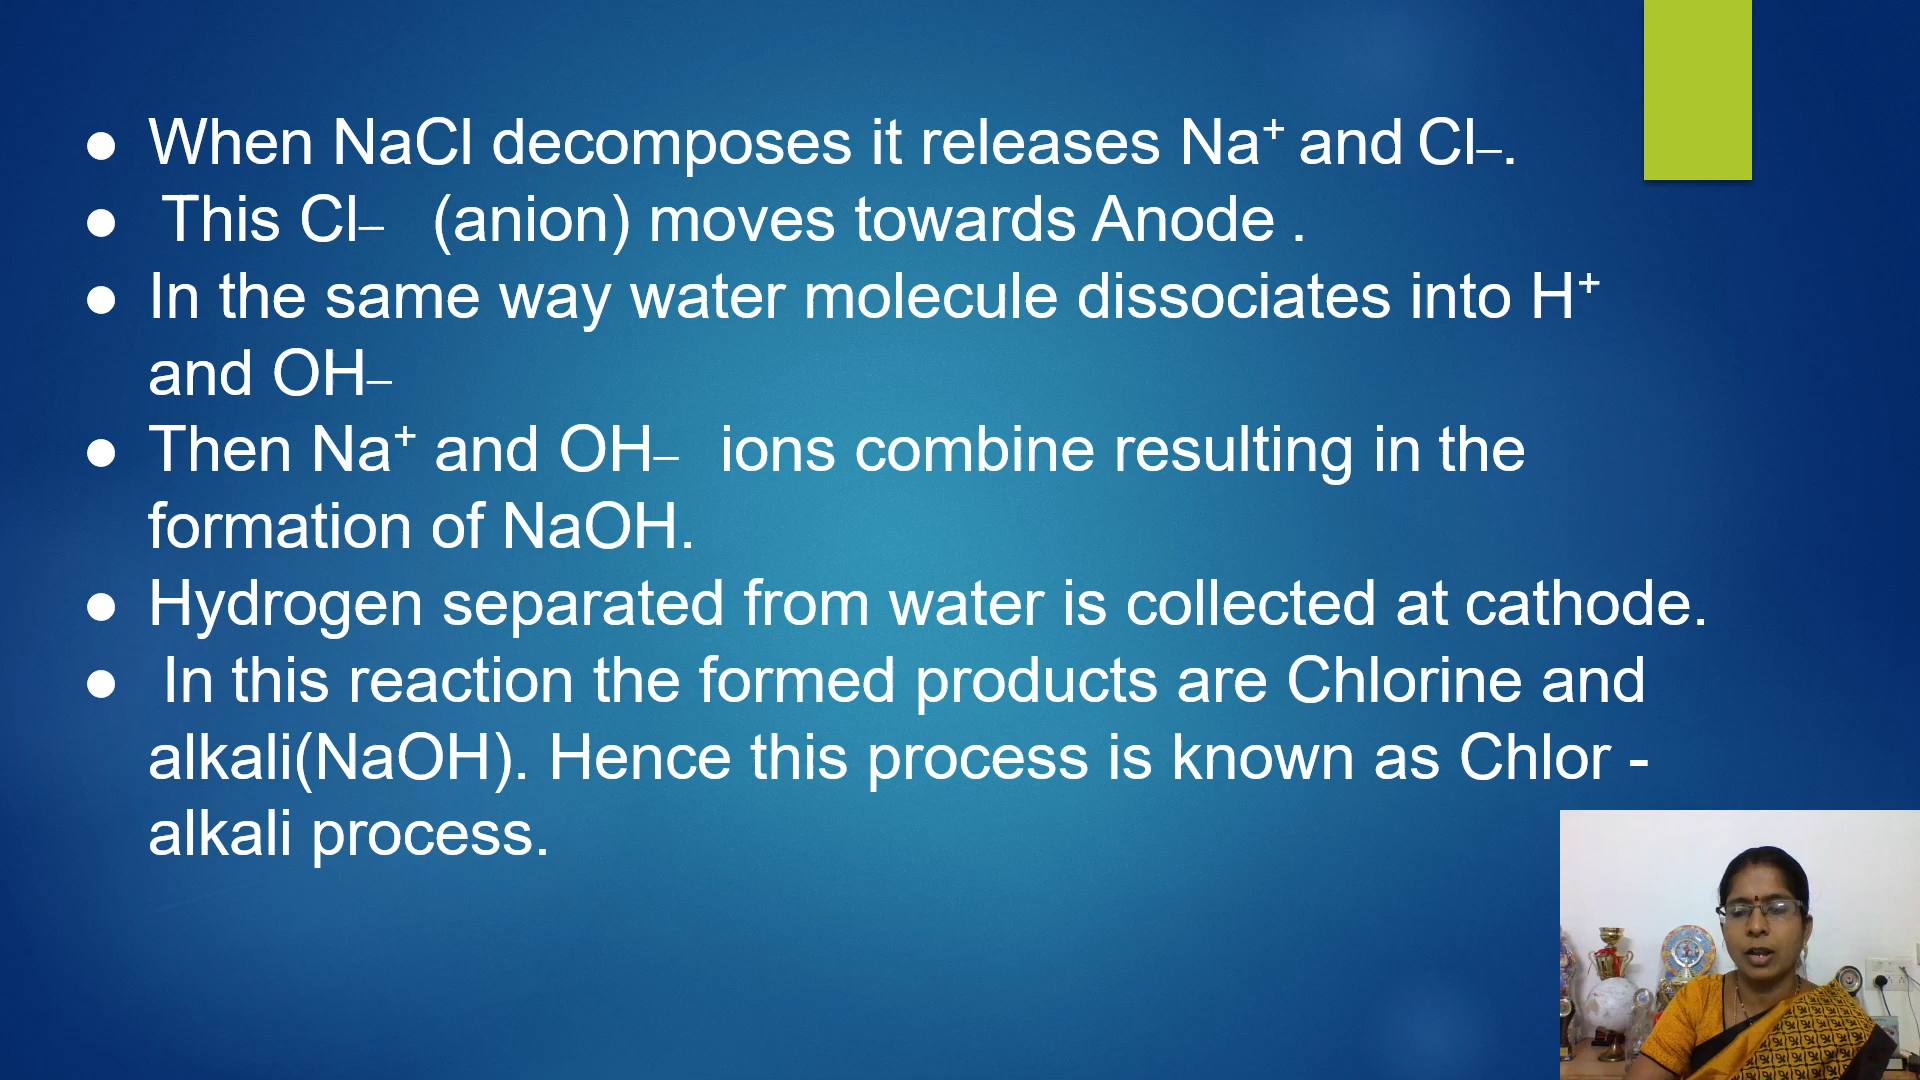 ● When NaCl decomposes it releases Na⁺ and Cl–.
● This Cl– (anion) moves towards Anode .
● In the same way water molecule dissociates into H⁺
and OH–
● Then Na⁺ and OH– ions combine resulting in the
formation of NaOH.
● Hydrogen separated from water is collected at cathode.
● In this reaction the formed products are Chlorine and
alkali(NaOH). Hence this process is known as Chlor -
alkali process.